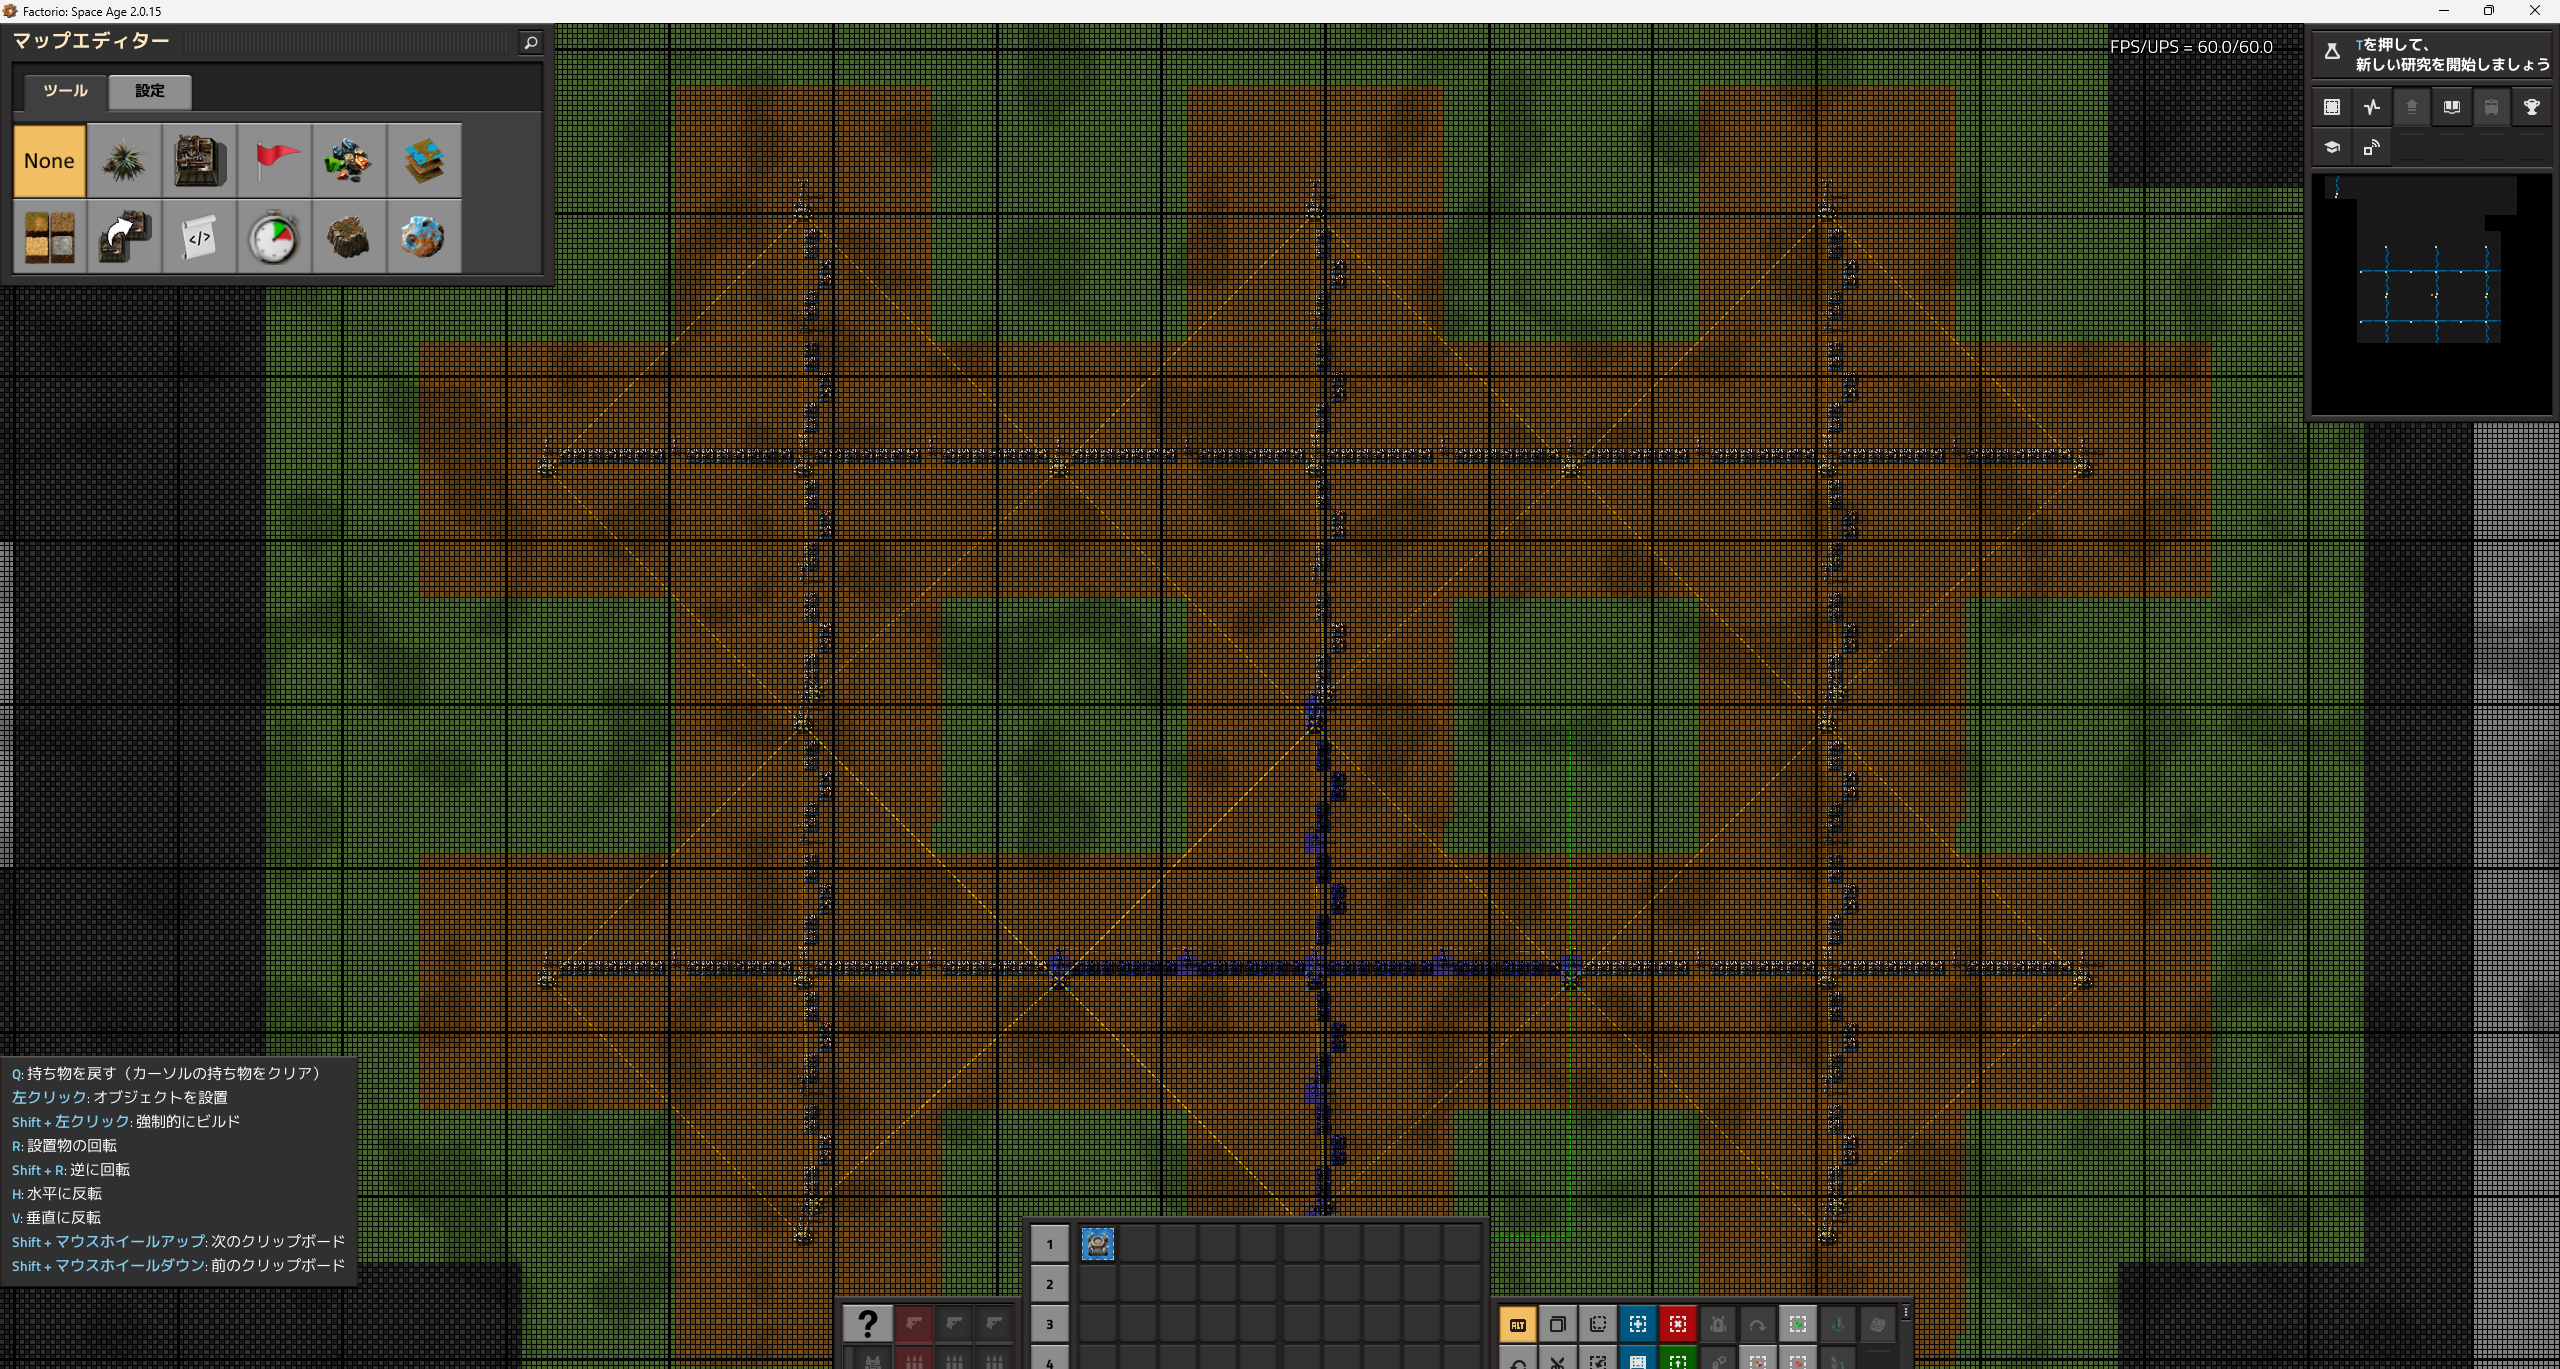 Factorio: Space Age 2.0.15
マップエディター
ツール
設定
None
FPS/UPS = 60.0/60.0
Tを押して、
新しい研究を開始しましょう
Q: 持ち物を戻す（カーソルの持ち物をクリア）
左クリック: オブジェクトを設置
Shift + 左クリック: 強制的にビルド
R: 設置物の回転
Shift + R: 逆に回転
H: 水平に反転
V: 垂直に反転
Shift + マウスホイールアップ: 次のクリップボード
Shift + マウスホイールダウン: 前のクリップボード
1
2
3
4
?
ALT